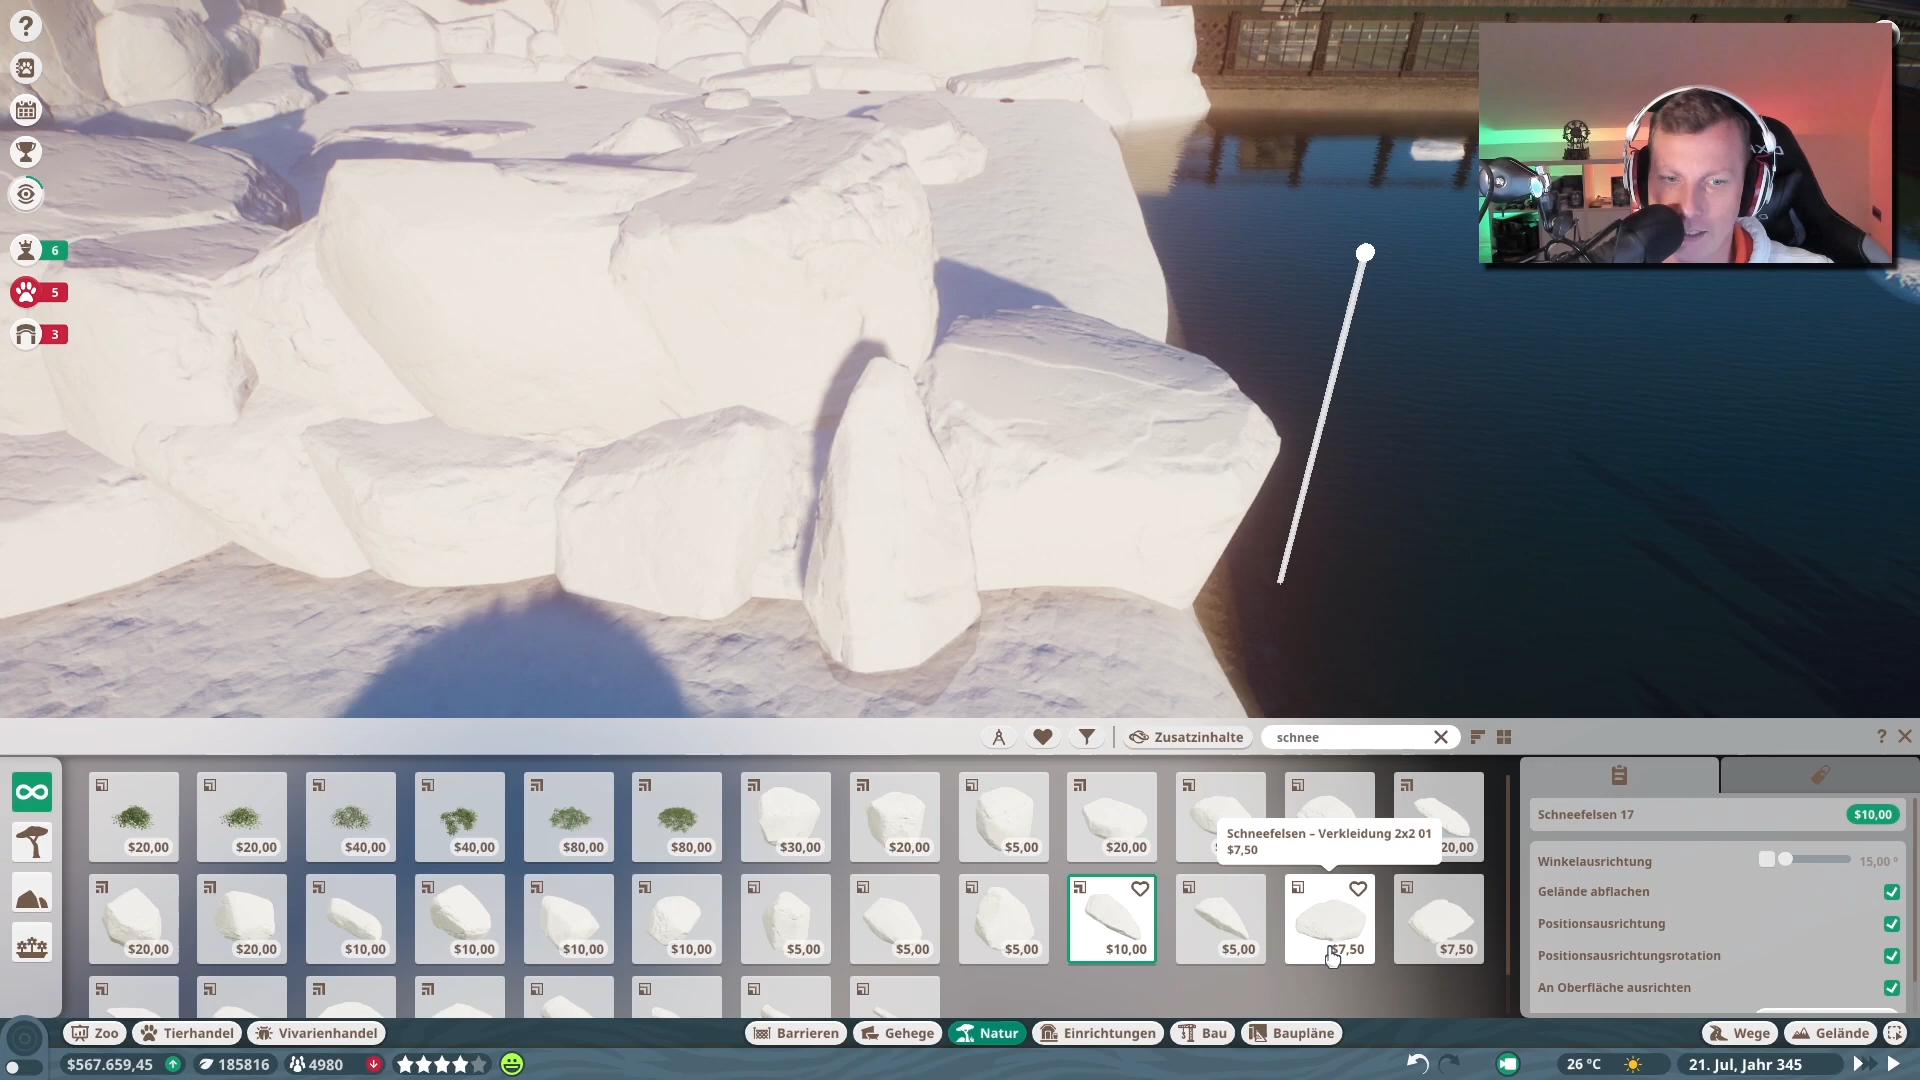 ?
6
5
3
Zusatzinhalte
schnee
?
$20,00
$20,00
$40,00
$40,00
$80,00
$80,00
$30,00
$20,00
$5,00
$20,00
20,00
Schneefelsen – Verkleidung 2x2 01
$7,50
$20,00
$20,00
$10,00
$10,00
$10,00
$10,00
$5,00
$5,00
$5,00
$10,00
$5,00
$7,50
$7,50
Schneefelsen 17
$10,00
Winkelausrichtung
15,00 °
Gelände abflachen
Positionsausrichtung
Positionsausrichtungsrotation
An Oberfläche ausrichten
Zoo
Tierhandel
Vivarienhandel
Barrieren
Gehege
Natur
Einrichtungen
Bau
Baupläne
Wege
Gelände
$567.659,45
185816
4980
26 °C
21. Jul, Jahr 345